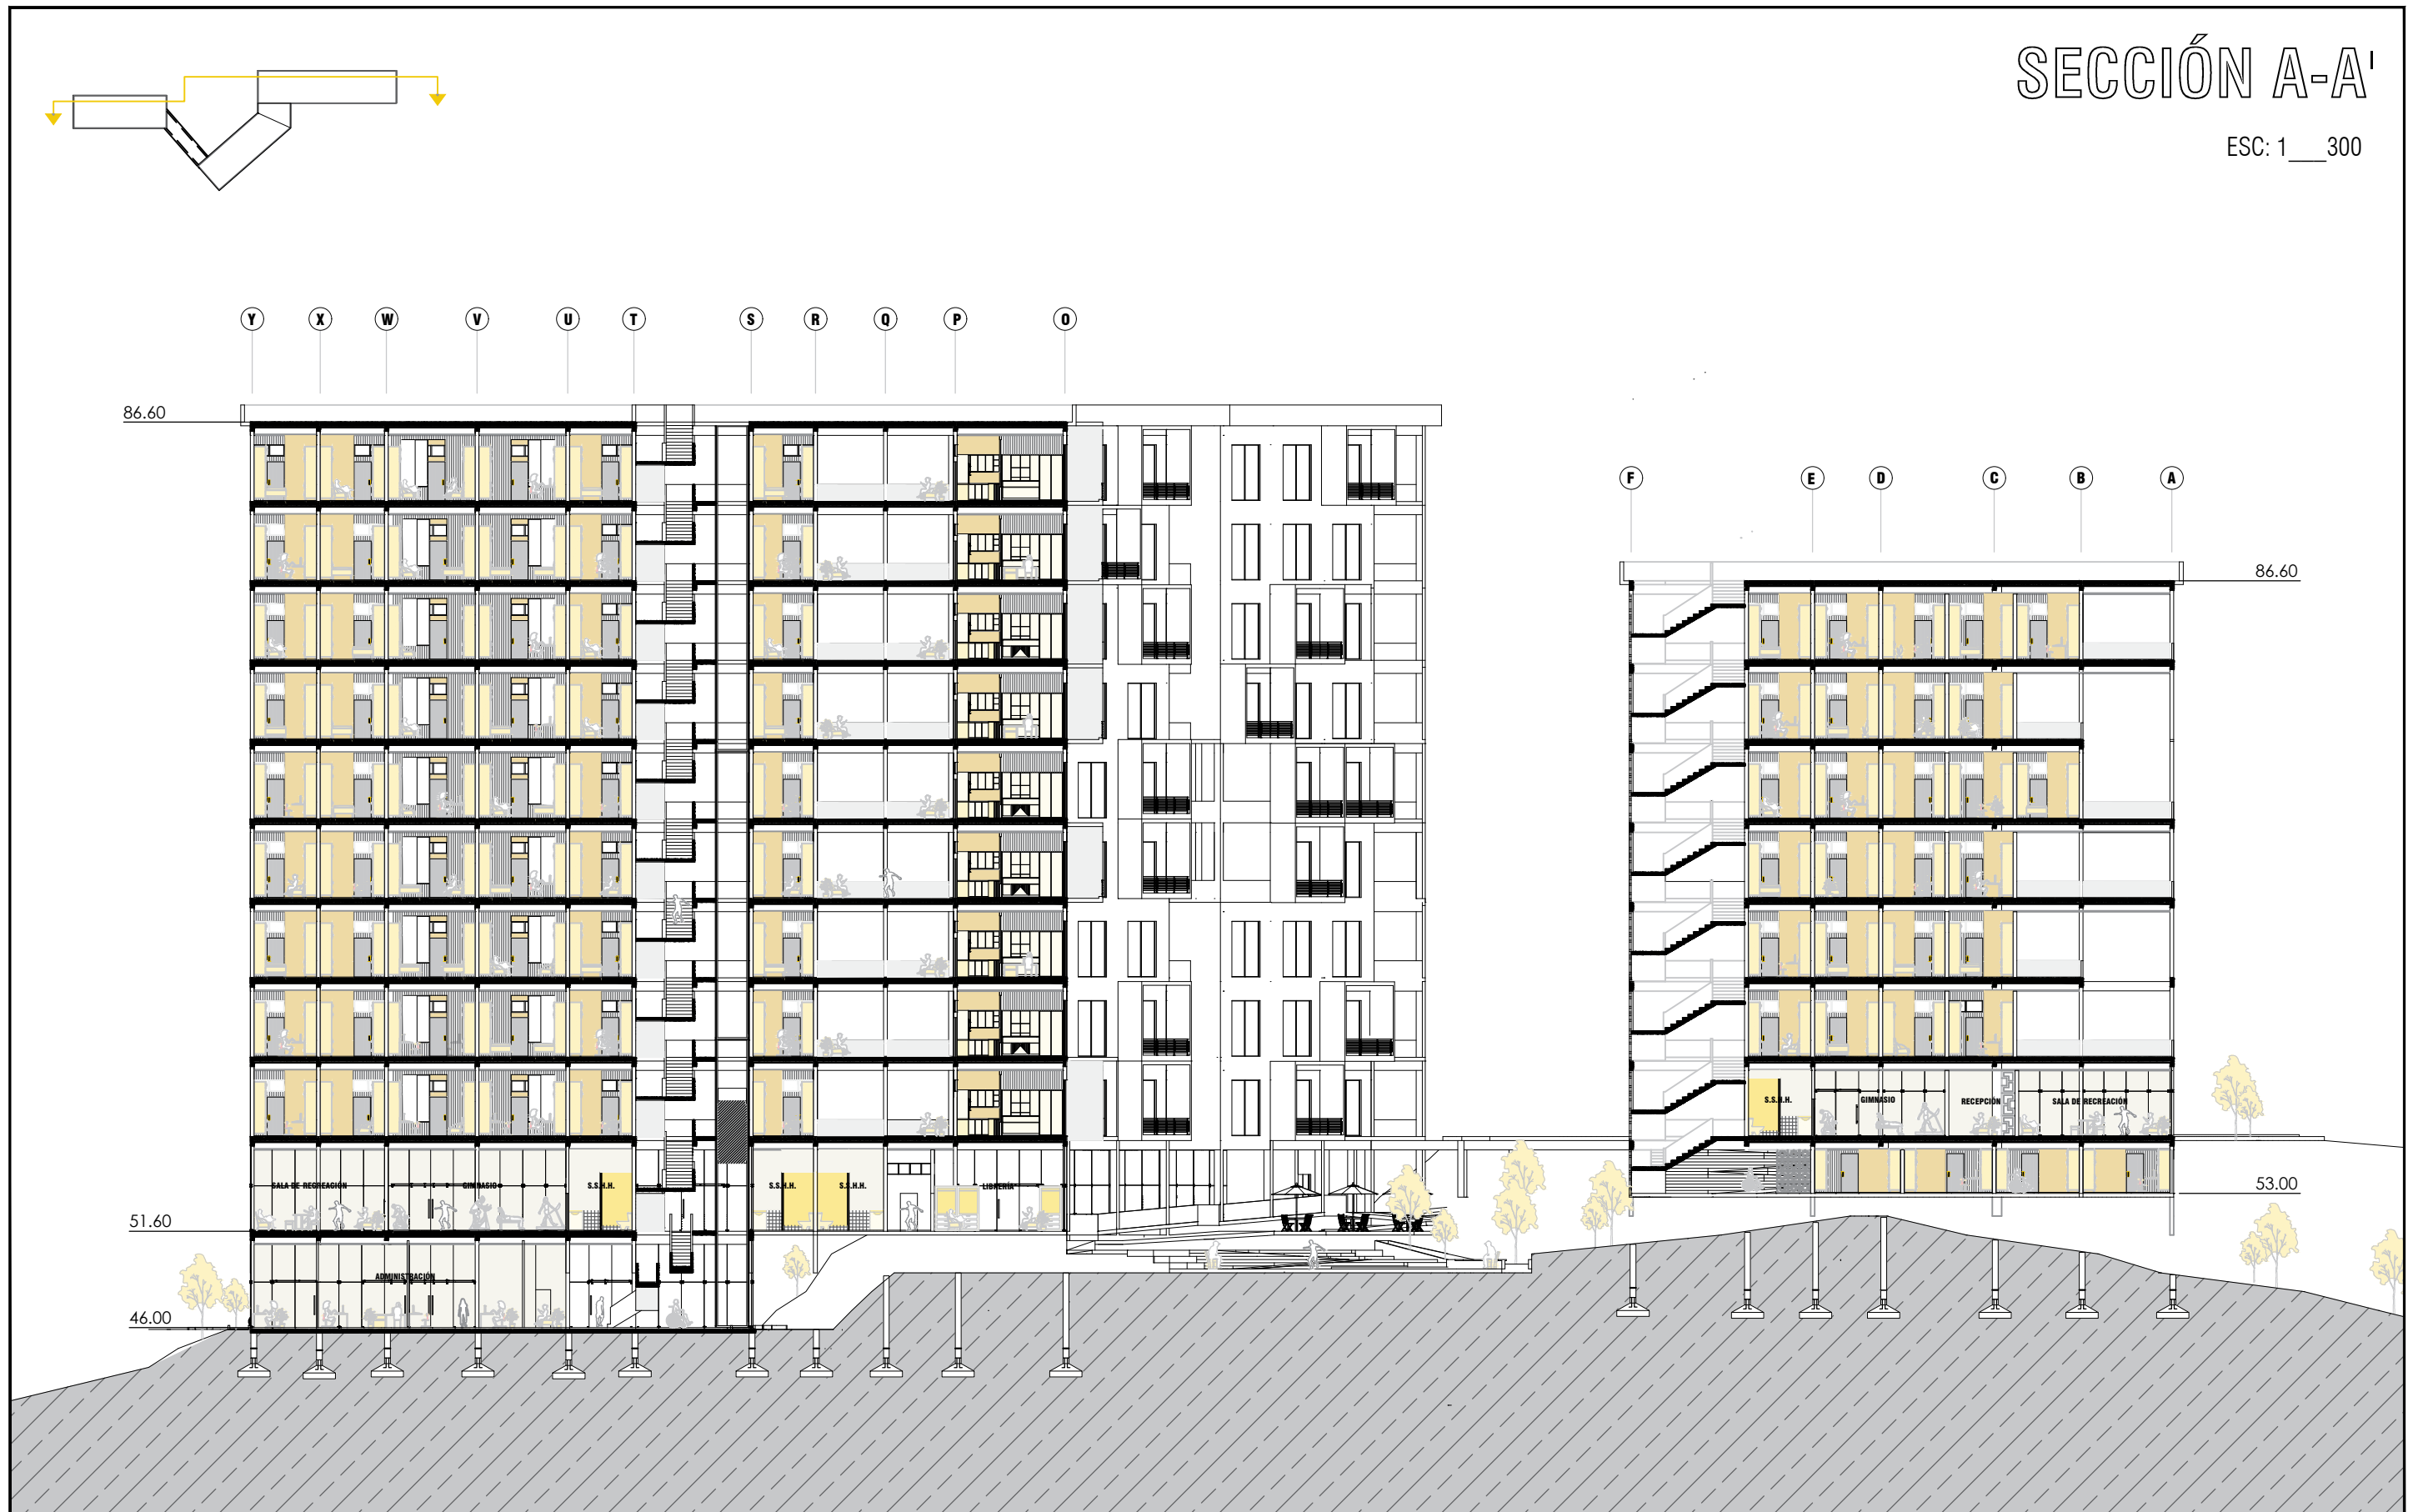 SECCIÓN A-A'
ESC: 1___300
Y X W V U T S R Q P O
86.60
F E D C B A
86.60
S.S.H.H. GIMNASIO RECEPCIÓN SALA DE RECREACIÓN
SALA DE RECREACIÓN GIMNASIO S.S.H.H. S.S.H.H. S.S.H.H. LIBRERÍA
53.00
51.60
ADMINISTRACIÓN
46.00